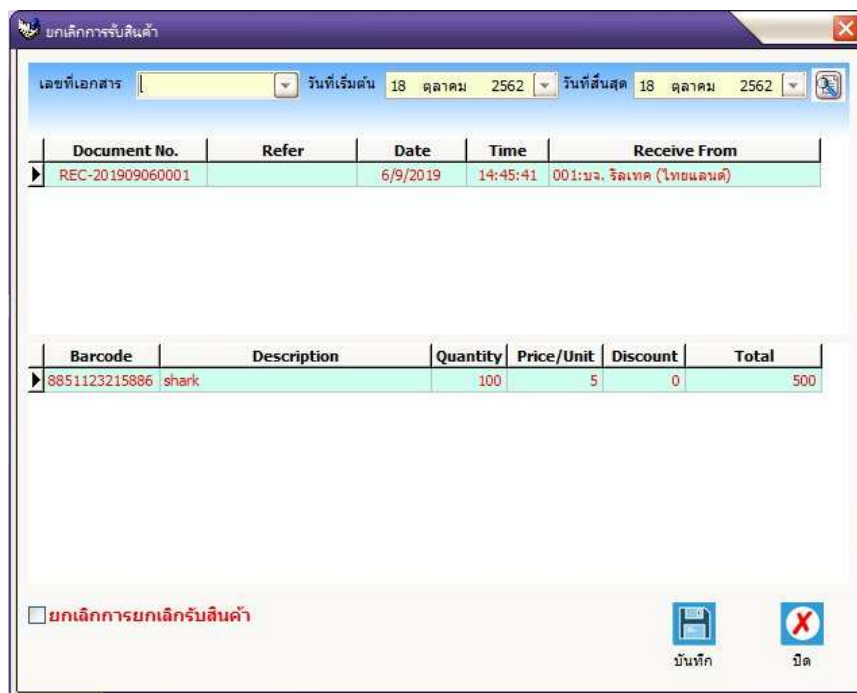 ยกเลิกการรับสินค้า
เลขที่เอกสาร วันที่เริ่มต้น 18 ตุลาคม 2562 วันที่สิ้นสุด 18 ตุลาคม 2562
Document No. Refer Date Time Receive From
REC-201909060001 6/9/2019 14:45:41 001:บจ. ริลเทค (ไทยแลนด์)
Barcode Description Quantity Price/Unit Discount Total
8851123215886 shark 100 5 0 500
ยกเลิกการยกเลิกรับสินค้า
บันทึก ปิด